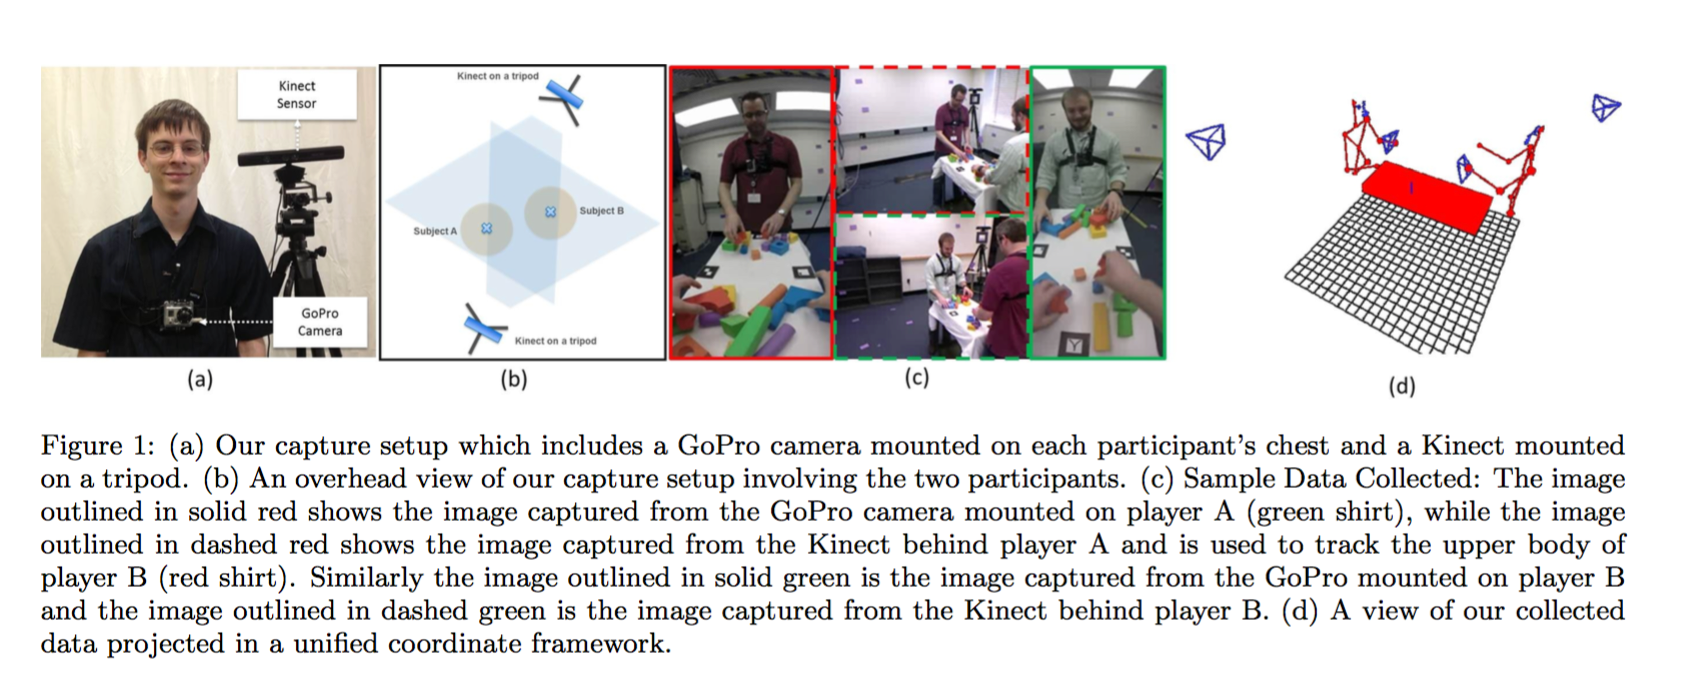 Kinect
Sensor
GoPro
Camera
(a)
Kinect on a tripod
Subject B
Subject A
Kinect on a tripod
(b)
Y
(c)
(d)
Figure 1: (a) Our capture setup which includes a GoPro camera mounted on each participant's chest and a Kinect mounted
on a tripod. (b) An overhead view of our capture setup involving the two participants. (c) Sample Data Collected: The image
outlined in solid red shows the image captured from the GoPro camera mounted on player A (green shirt), while the image
outlined in dashed red shows the image captured from the Kinect behind player A and is used to track the upper body of
player B (red shirt). Similarly the image outlined in solid green is the image captured from the GoPro mounted on player B
and the image outlined in dashed green is the image captured from the Kinect behind player B. (d) A view of our collected
data projected in a unified coordinate framework.